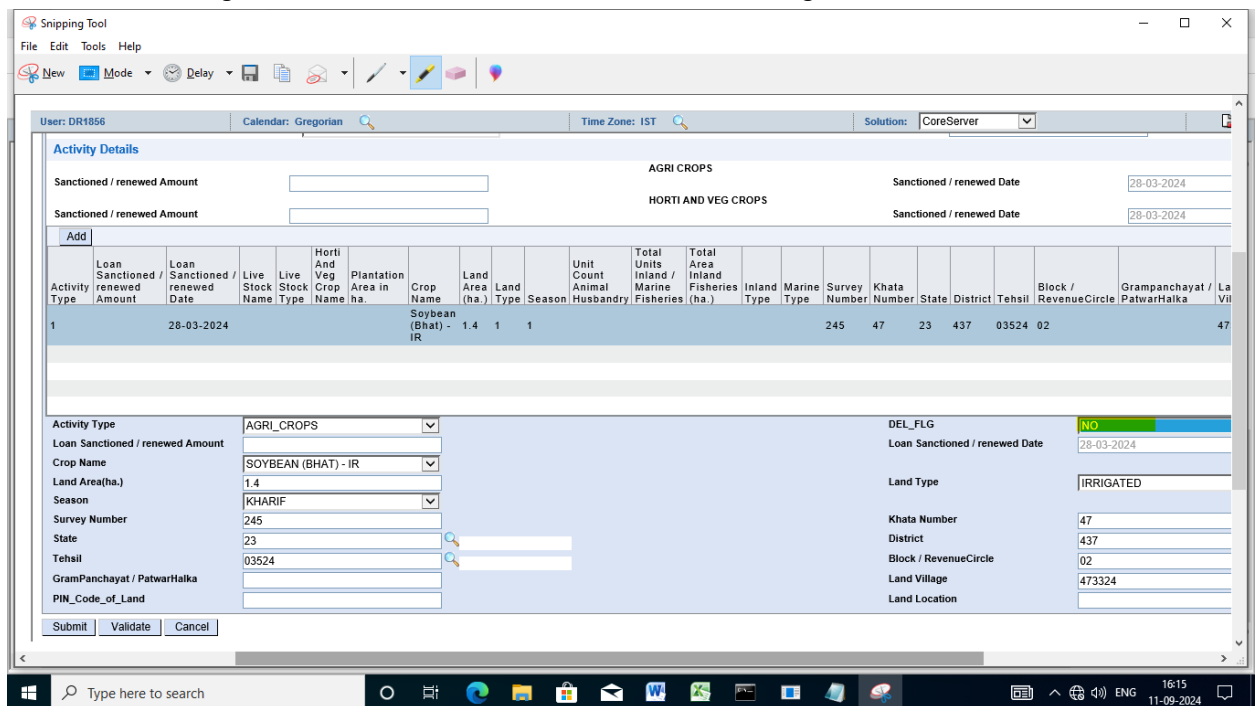 Snipping Tool
File Edit Tools Help
New Mode Delay
User: DR1856 Calendar: Gregorian Time Zone: IST Solution: CoreServer
Activity Details
AGRI CROPS
Sanctioned / renewed Amount Sanctioned / renewed Date 28-03-2024
HORTI AND VEG CROPS
Sanctioned / renewed Amount Sanctioned / renewed Date 28-03-2024
Add
Activity Type Loan Sanctioned / renewed Amount Loan Sanctioned / renewed Date Live Stock Name Live Stock Type Horti And Veg Crop Name Plantation Area in ha. Crop Name Land Area (ha.) Land Type Season Unit Count Animal Husbandry Total Units Inland / Marine Fisheries Total Area Inland Fisheries (ha.) Inland Type Marine Type Survey Number Khata Number State District Tehsil Block / RevenueCircle Grampanchayat / PatwarHalka La Vil
1 28-03-2024 Soybean (Bhat) - IR 1.4 1 1 245 47 23 437 03524 02 47
Activity Type AGRI_CROPS DEL_FLG NO
Loan Sanctioned / renewed Amount Loan Sanctioned / renewed Date 28-03-2024
Crop Name SOYBEAN (BHAT) - IR
Land Area(ha.) 1.4 Land Type IRRIGATED
Season KHARIF
Survey Number 245 Khata Number 47
State 23 District 437
Tehsil 03524 Block / RevenueCircle 02
GramPanchayat / PatwarHalka Land Village 473324
PIN_Code_of_Land Land Location
Submit Validate Cancel
Type here to search ENG 16:15
11-09-2024